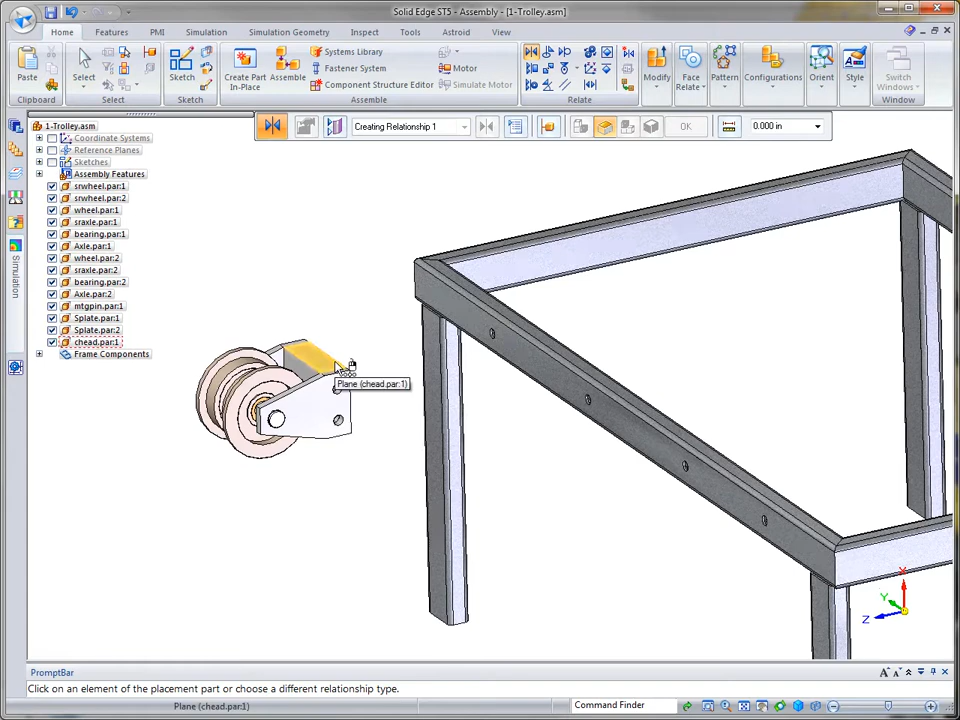 Solid Edge ST5 - Assembly - [1-Trolley.asm]
Home Features PMI Simulation Simulation Geometry Inspect Tools Astroid View
Paste
Clipboard
Select
Select
Sketch
Sketch
Create Part In-Place
Assemble
Systems Library
Fastener System
Component Structure Editor
Motor
Simulate Motor
Assemble
Relate
Modify
Face Relate
Pattern
Configurations
Orient
Style
Switch Windows
Window
Creating Relationship 1
OK
0.000 in
1-Trolley.asm
Coordinate Systems
Reference Planes
Sketches
Assembly Features
srwheel.par:1
srwheel.par:2
wheel.par:1
sraxle.par:1
bearing.par:1
Axle.par:1
wheel.par:2
sraxle.par:2
bearing.par:2
Axle.par:2
mtgpin.par:1
Splate.par:1
Splate.par:2
chead.par:1
Frame Components
Simulation
Plane (chead.par:1)
X
Y
Z
PromptBar
Click on an element of the placement part or choose a different relationship type.
Plane (chead.par:1)
Command Finder